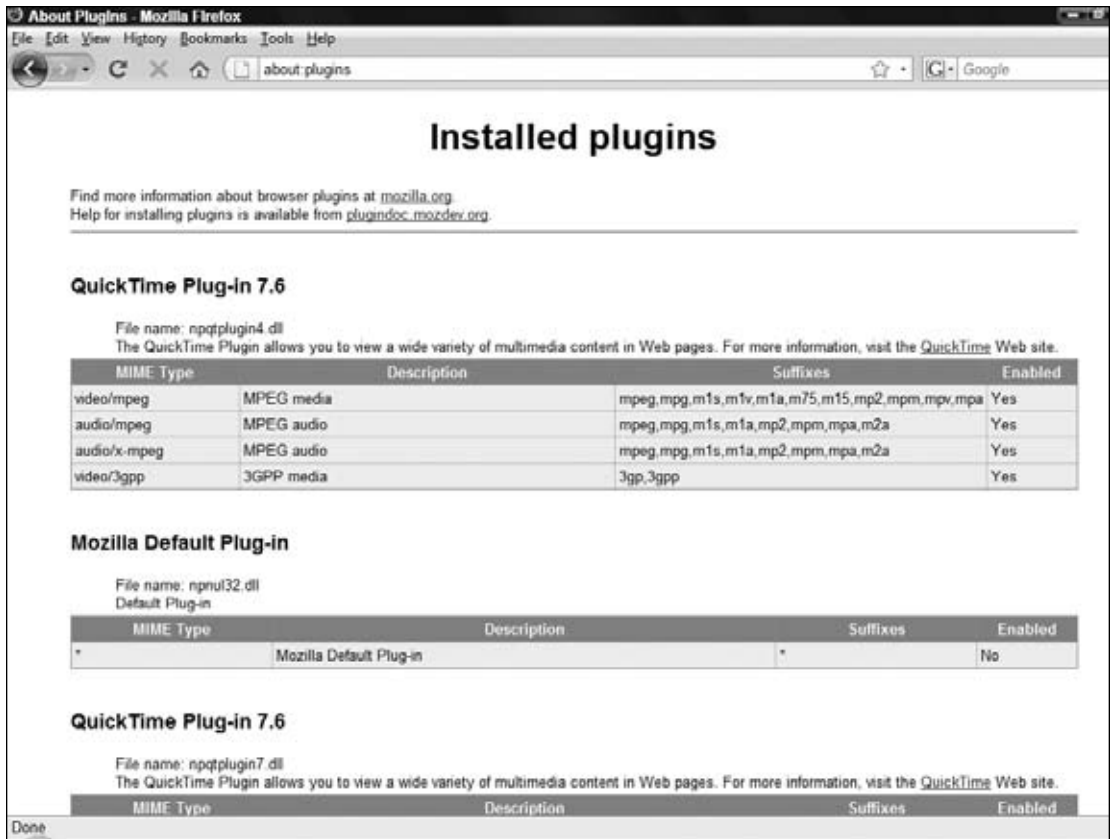 About Plugins - Mozilla Firefox
File Edit View History Bookmarks Tools Help
about:plugins
G Google
Installed plugins
Find more information about browser plugins at mozilla.org.
Help for installing plugins is available from plugindoc.mozdev.org.
QuickTime Plug-in 7.6
File name: npqtplugin4.dll
The QuickTime Plugin allows you to view a wide variety of multimedia content in Web pages. For more information, visit the QuickTime Web site.
MIME Type Description Suffixes Enabled
video/mpeg MPEG media mpeg,mpg,m1s,m1v,m1a,m75,m15,mp2,mpm,mpv,mpa Yes
audio/mpeg MPEG audio mpeg,mpg,m1s,m1a,mp2,mpm,mpa,m2a Yes
audio/x-mpeg MPEG audio mpeg,mpg,m1s,m1a,mp2,mpm,mpa,m2a Yes
video/3gpp 3GPP media 3gp,3gpp Yes
Mozilla Default Plug-in
File name: npnul32.dll
Default Plug-in
MIME Type Description Suffixes Enabled
* Mozilla Default Plug-in * No
QuickTime Plug-in 7.6
File name: npqtplugin7.dll
The QuickTime Plugin allows you to view a wide variety of multimedia content in Web pages. For more information, visit the QuickTime Web site.
MIME Type Description Suffixes Enabled
Done